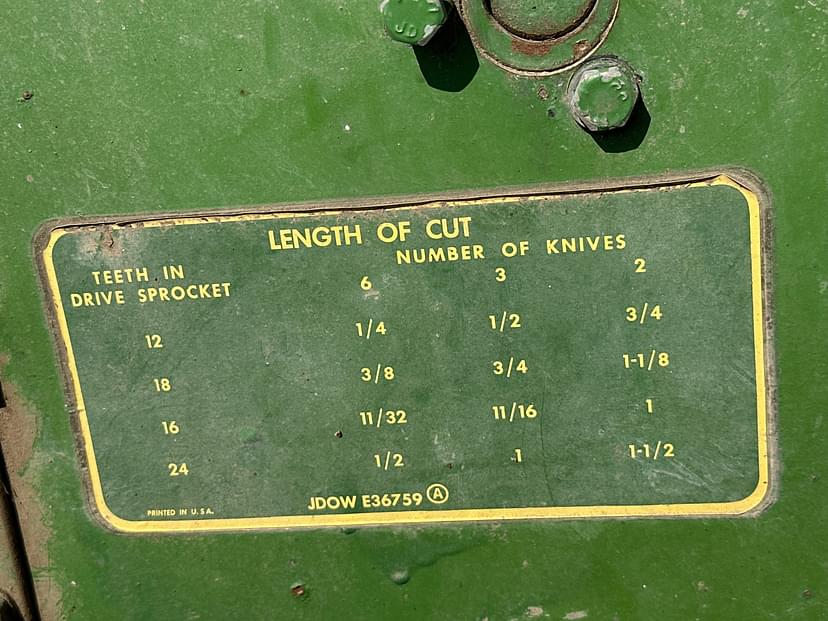 JD
LENGTH OF CUT
NUMBER OF KNIVES
TEETH IN
DRIVE SPROCKET
6 3 2
12 1/4 1/2 3/4
18 3/8 3/4 1-1/8
16 11/32 11/16 1
24 1/2 1 1-1/2
JDOW E36759 A
PRINTED IN U.S.A.